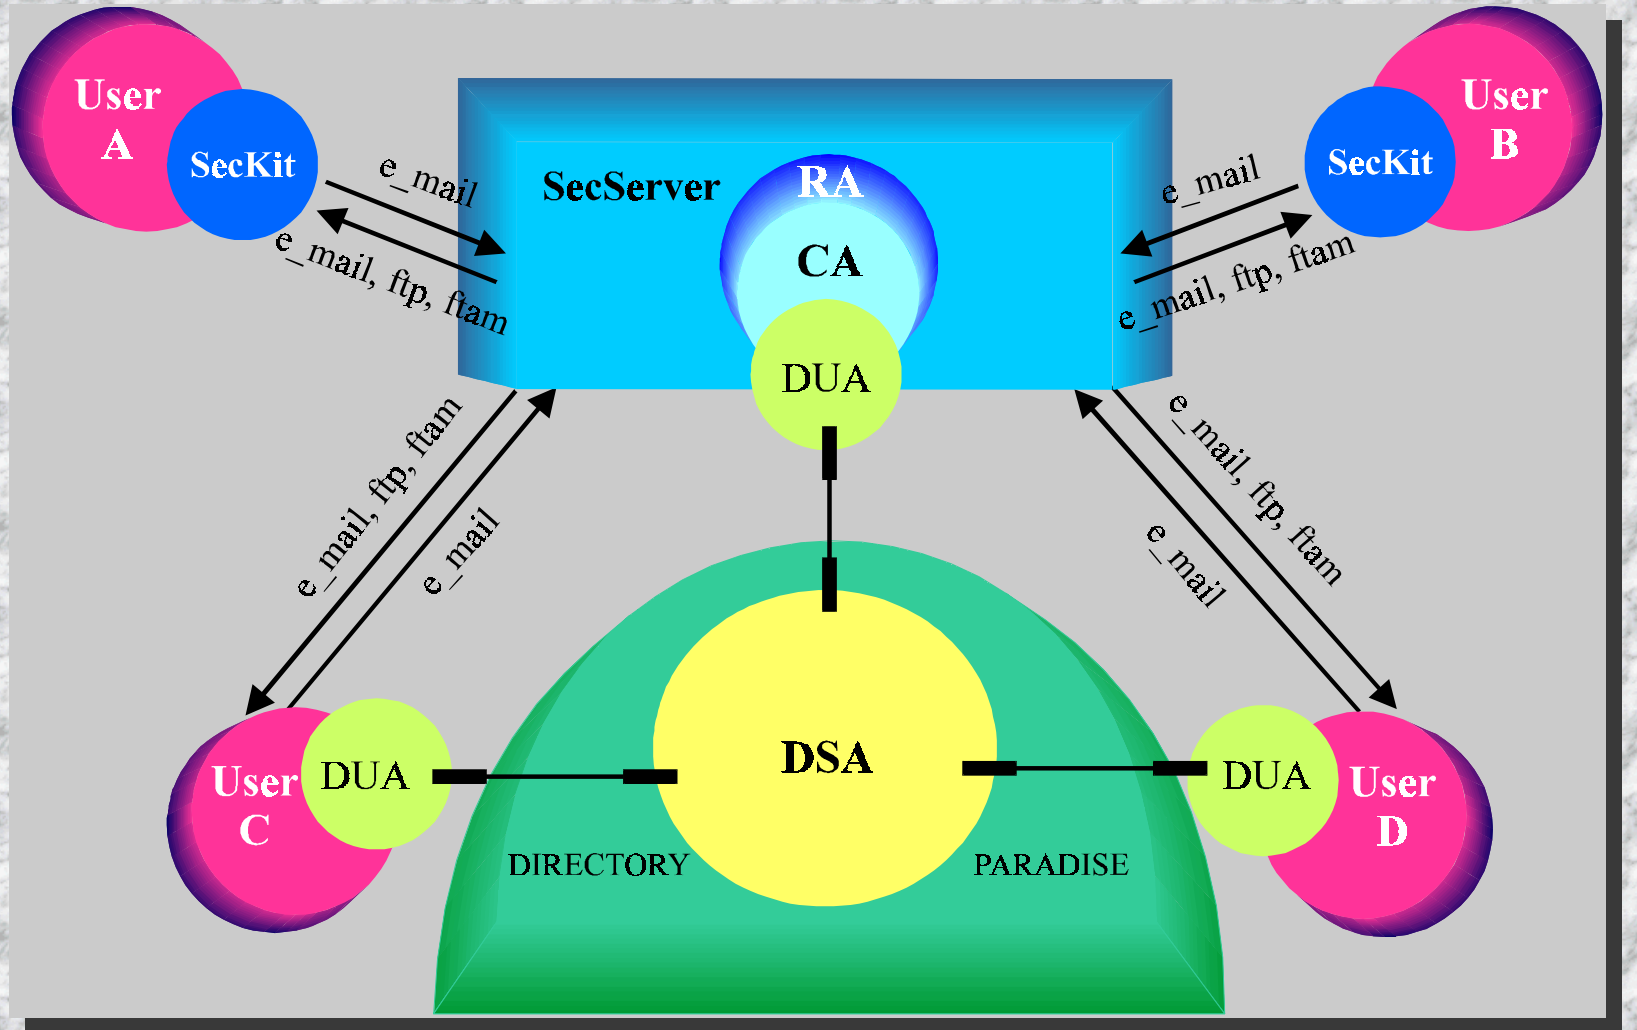 User
A
SecKit
e_mail
e_mail, ftp, ftam
SecServer
RA
CA
DUA
User
B
SecKit
e_mail
e_mail, ftp, ftam
e_mail, ftp, ftam
e_mail
e_mail, ftp, ftam
e_mail
User
C
DUA
DSA
DIRECTORY
PARADISE
DUA
User
D